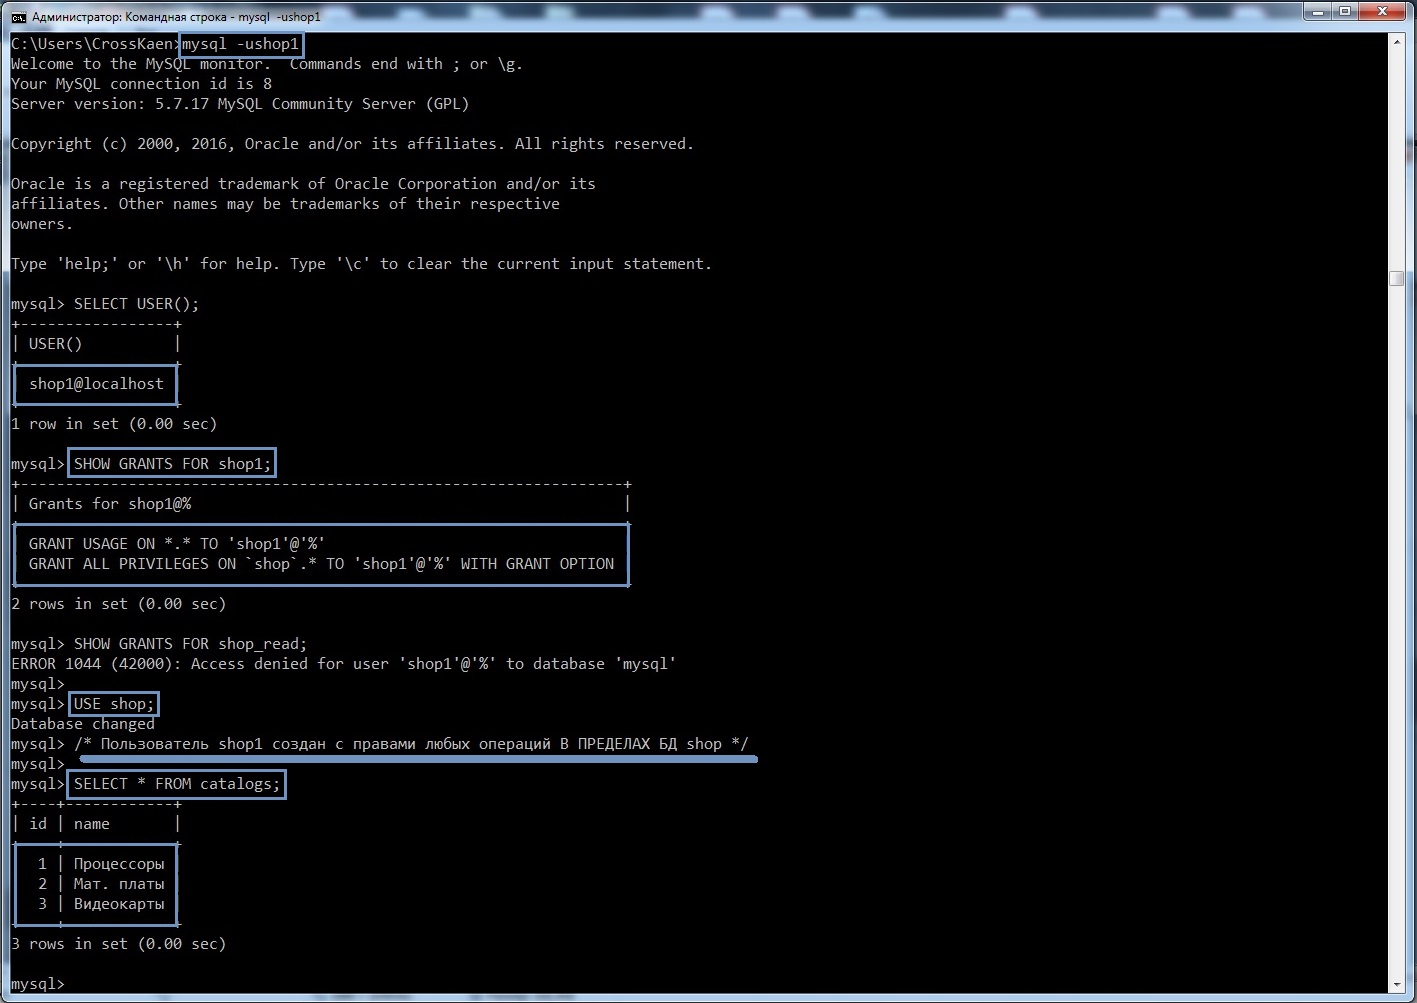 Администратор: Командная строка - mysql  -ushop1
C:\Users\CrossKaen>mysql -ushop1
Welcome to the MySQL monitor.  Commands end with ; or \g.
Your MySQL connection id is 8
Server version: 5.7.17 MySQL Community Server (GPL)
Copyright (c) 2000, 2016, Oracle and/or its affiliates. All rights reserved.
Oracle is a registered trademark of Oracle Corporation and/or its
affiliates. Other names may be trademarks of their respective
owners.
Type 'help;' or '\h' for help. Type '\c' to clear the current input statement.
mysql> SELECT USER();
+-----------------+
| USER()          |
shop1@localhost
1 row in set (0.00 sec)
mysql> SHOW GRANTS FOR shop1;
+-------------------------------------------------------------------+
| Grants for shop1@%                                                |
GRANT USAGE ON *.* TO 'shop1'@'%'
GRANT ALL PRIVILEGES ON `shop`.* TO 'shop1'@'%' WITH GRANT OPTION
2 rows in set (0.00 sec)
mysql> SHOW GRANTS FOR shop_read;
ERROR 1044 (42000): Access denied for user 'shop1'@'%' to database 'mysql'
mysql>
mysql> USE shop;
Database changed
mysql> /* Пользователь shop1 создан с правами любых операций В ПРЕДЕЛАХ БД shop */
mysql>
mysql> SELECT * FROM catalogs;
+----+------------+
| id | name       |
1 | Процессоры
2 | Мат. платы
3 | Видеокарты
3 rows in set (0.00 sec)
mysql>